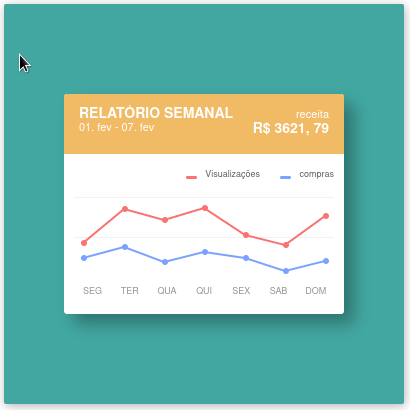 RELATÓRIO SEMANAL
01. fev - 07. fev
receita
R$ 3621, 79
Visualizações
compras
SEG TER QUA QUI SEX SAB DOM